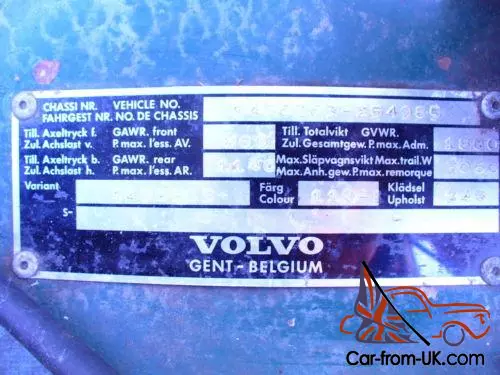 CHASSI NR. VEHICLE NO.
FAHRGEST NR. NO. DE CHASSIS
Till. Axeltryck f. GAWR. front
Zul. Achslast v. P. max. l'ess. AV.
Till. Totalvikt GVWR.
Zul. Gesamtgew. P. max. Adm.
Till. Axeltryck b. GAWR. rear
Zul. Achslast h. P. max. l'ess. AR.
Max. Släpvagnsvikt Max. trail. W
Max. Anh. gew. P. max. remorque
Variant
Färg
Colour
Klädsel
Upholst
S-
VOLVO
GENT-BELGIUM
Car-from-UK.com